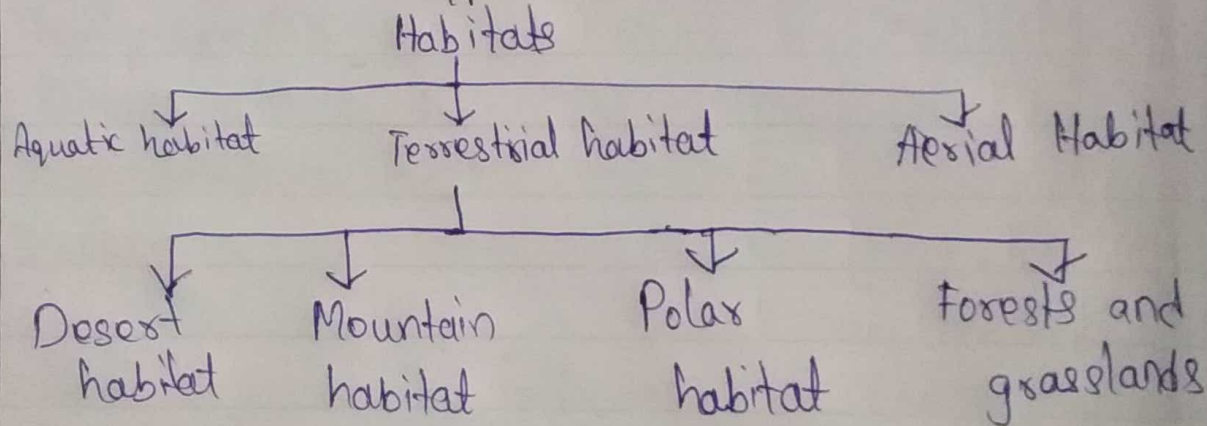 Habitats
Aquatic habitat Terrestrial habitat Aerial Habitat
Desert Mountain Polar Forests and
habitat habitat habitat grasslands